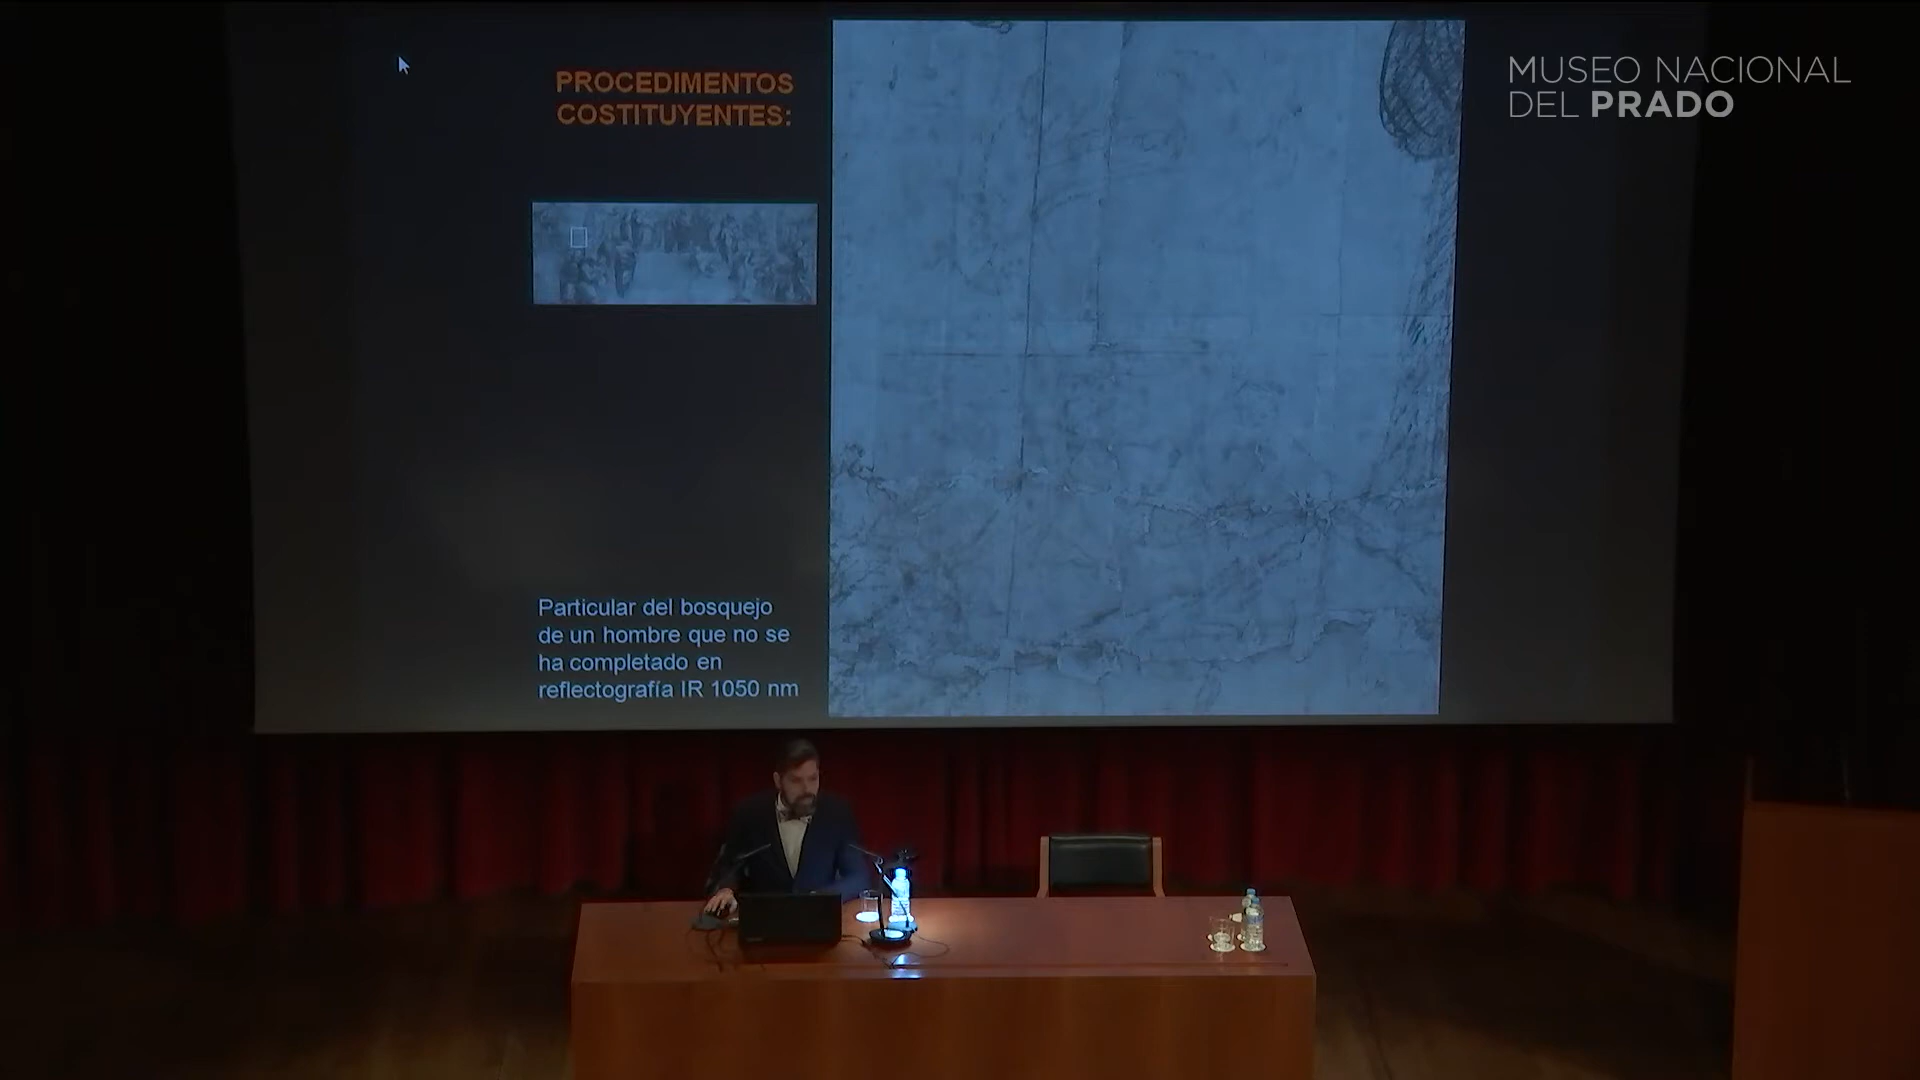 PROCEDIMENTOS
COSTITUYENTES:
MUSEO NACIONAL
DEL PRADO
Particular del bosquejo
de un hombre que no se
ha completado en
reflectografía IR 1050 nm